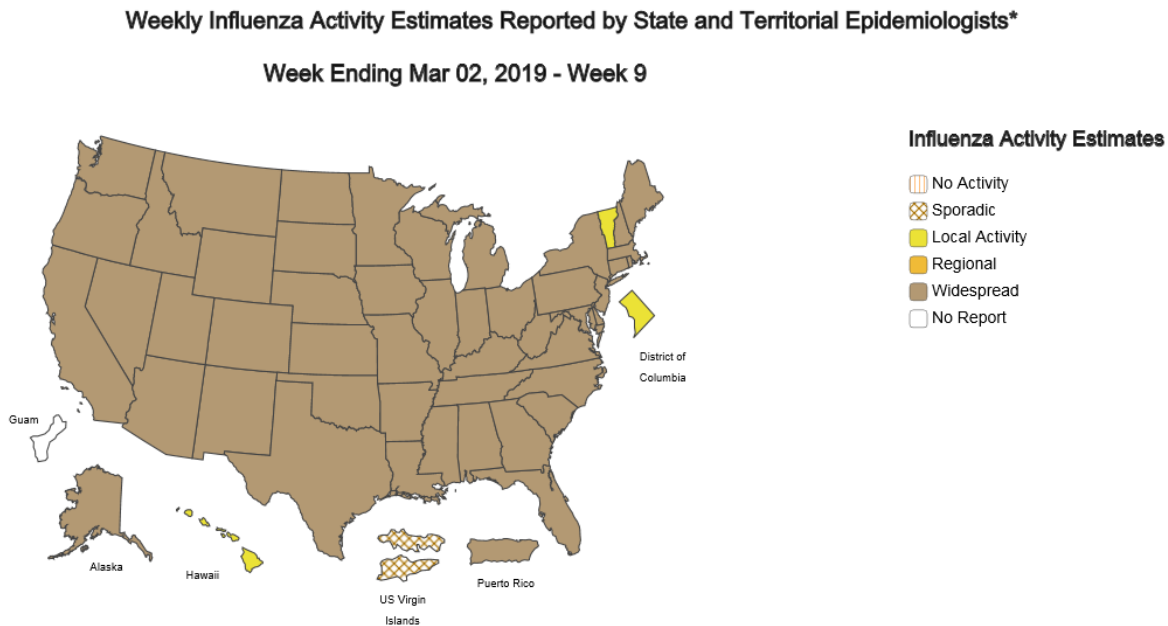 Weekly Influenza Activity Estimates Reported by State and Territorial Epidemiologists*
Week Ending Mar 02, 2019 - Week 9
Influenza Activity Estimates
No Activity
Sporadic
Local Activity
Regional
Widespread
No Report
District of
Columbia
Guam
Alaska
Hawaii
US Virgin
Islands
Puerto Rico